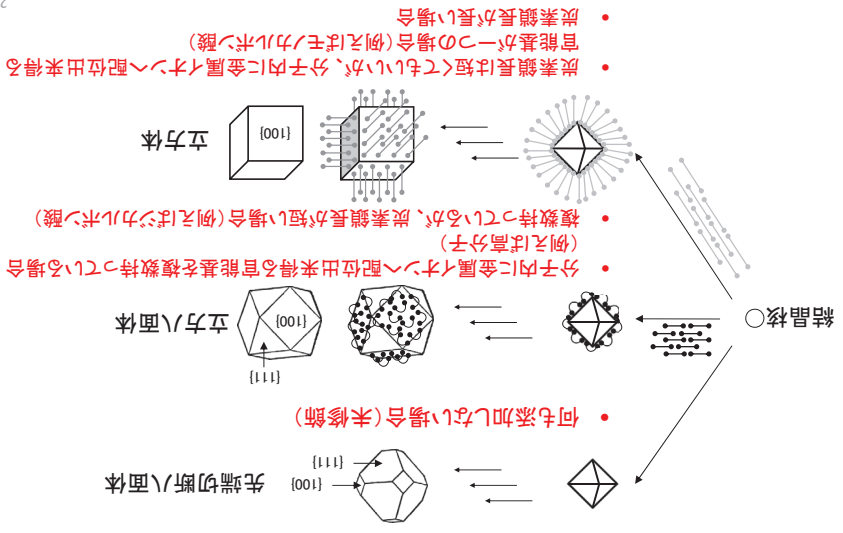 先端切断八面体
{100}
{111}
• 何も添加しない場合(未修飾)
結晶核
{111}
{100}
立方八面体
• 分子内に金属イオンへ配位出来得る官能基を複数持っている場合
(例えば高分子)
• 複数持っているが、炭素鎖長が短い場合(例えばジカルボン酸)
{100}
立方体
• 炭素鎖長は短くてもいいが、分子内に金属イオンへ配位出来得る
官能基が一つの場合(例えばモノカルボン酸)
• 炭素鎖長が長い場合